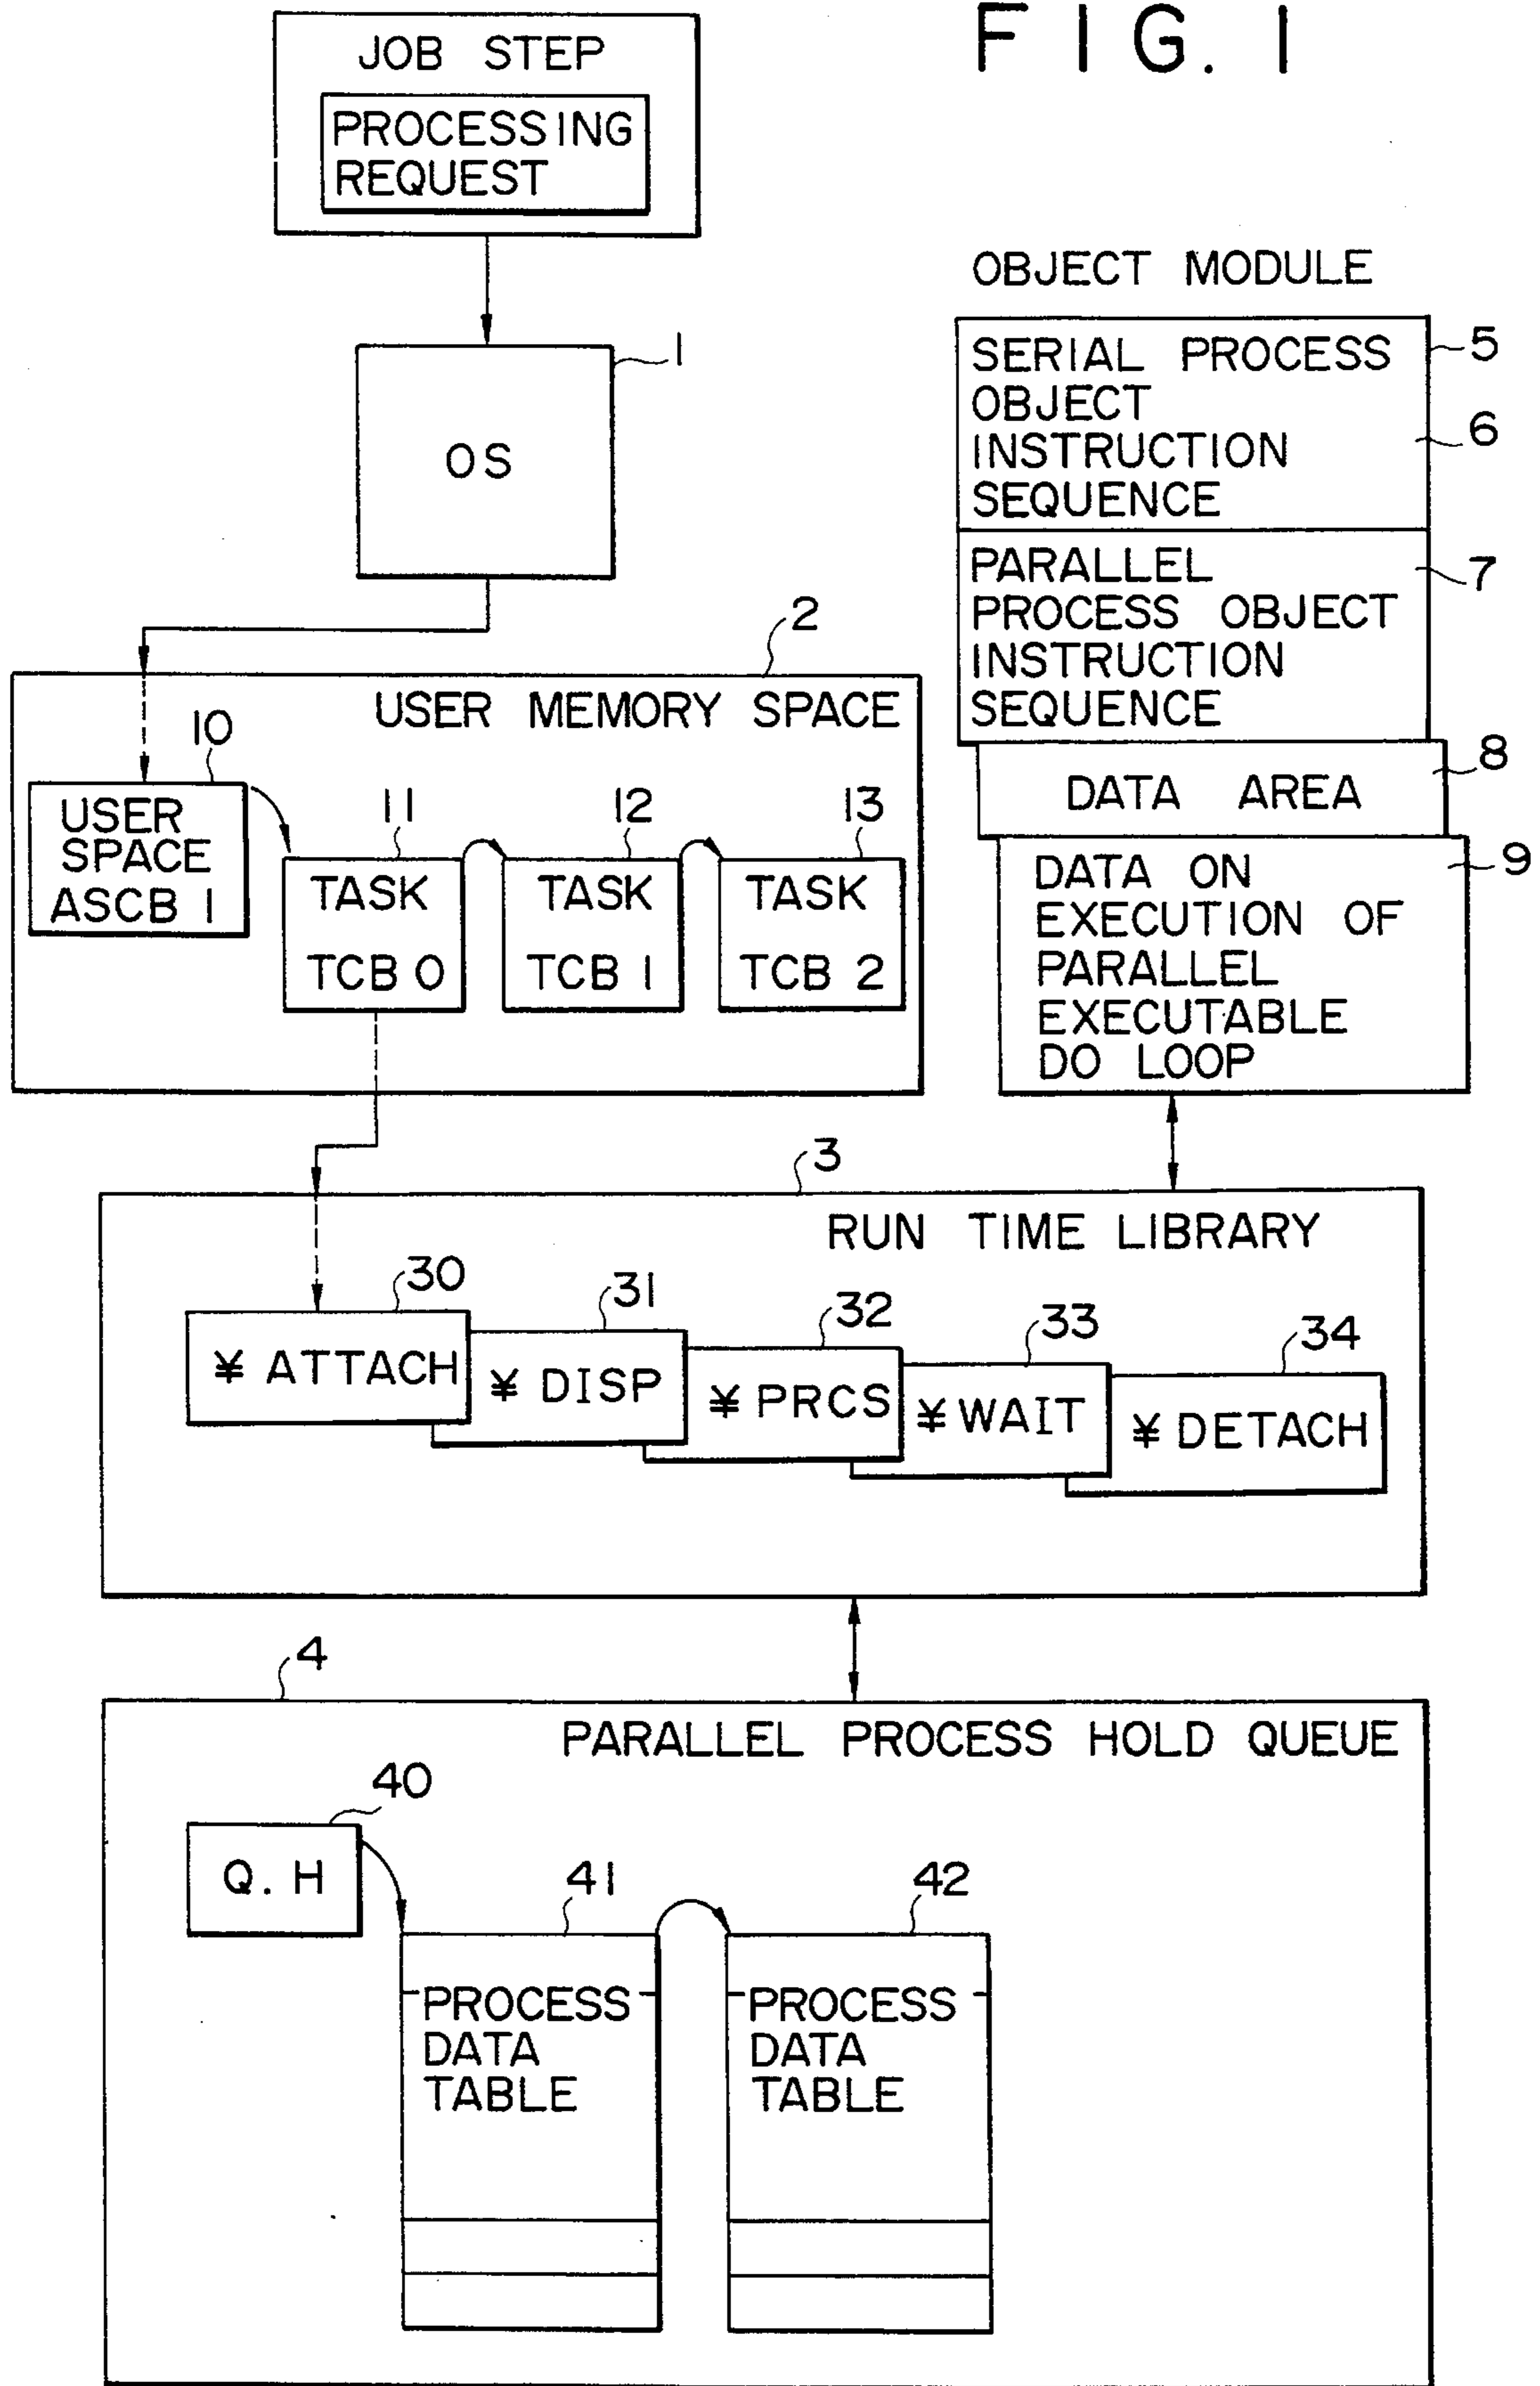 FIG. 1
JOB STEP
PROCESSING
REQUEST
1
OS
OBJECT MODULE
SERIAL PROCESS
OBJECT
INSTRUCTION
SEQUENCE
5
6
PARALLEL
PROCESS OBJECT
INSTRUCTION
SEQUENCE
7
DATA AREA
8
DATA ON
EXECUTION OF
PARALLEL
EXECUTABLE
DO LOOP
9
2
USER MEMORY SPACE
10
USER
SPACE
ASCB 1
11
TASK
TCB 0
12
TASK
TCB 1
13
TASK
TCB 2
3
RUN TIME LIBRARY
30
¥ ATTACH
31
¥ DISP
32
¥ PRCS
33
¥ WAIT
34
¥ DETACH
4
PARALLEL PROCESS HOLD QUEUE
40
Q. H
41
PROCESS
DATA
TABLE
42
PROCESS
DATA
TABLE